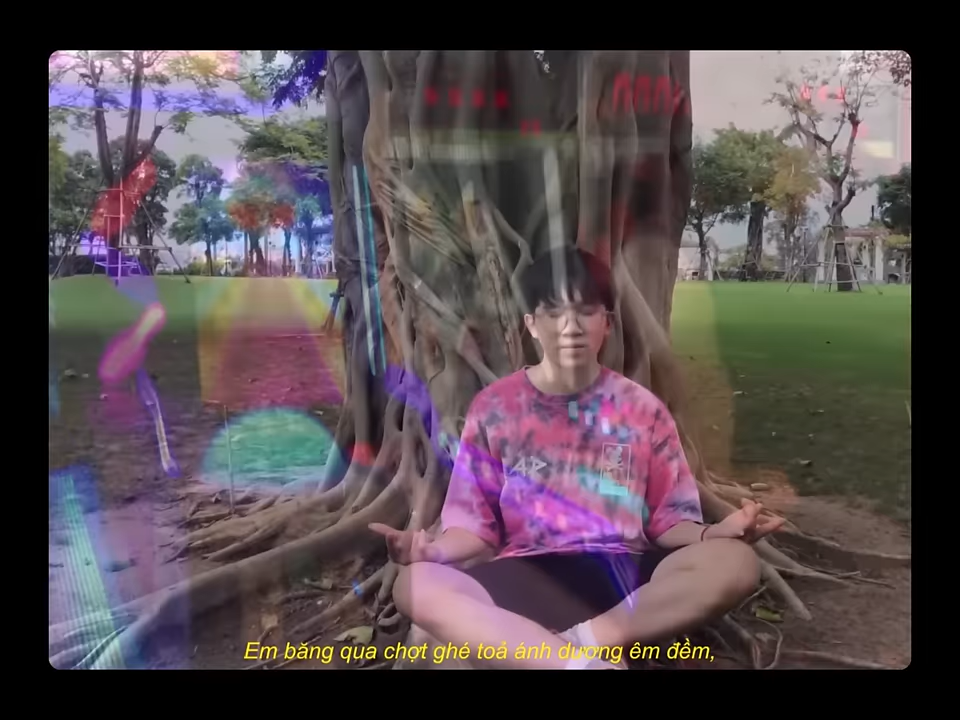 Em băng qua chợt ghé toả ánh dương êm đềm,